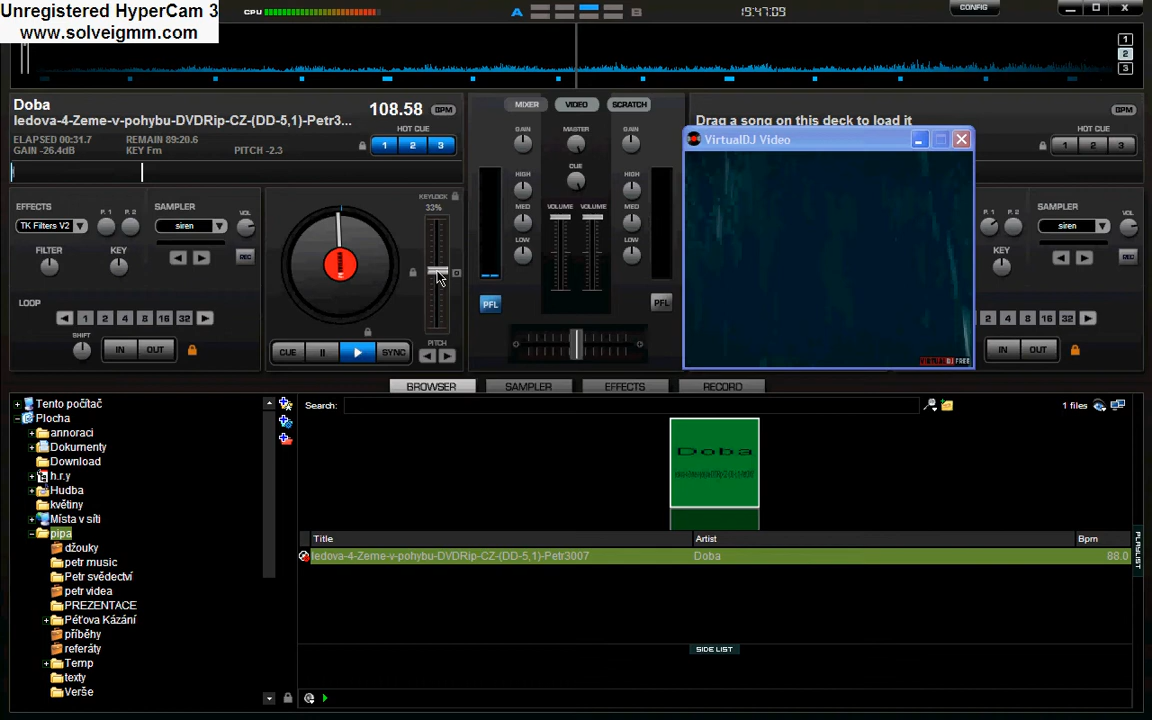 Unregistered HyperCam 3
www.solveigmm.com
CPU
A
B
19:47:09
CONFIG
1
2
3
Doba
108.58 BPM
ledova-4-Zeme-v-pohybu-DVDRip-CZ-(DD-5,1)-Petr3...
ELAPSED 00:31.7 REMAIN 89:20.6
GAIN -26.4dB KEY Fm PITCH -2.3
HOT CUE
1 2 3
MIXER VIDEO SCRATCH
GAIN MASTER GAIN
CUE
HIGH HIGH
VOLUME VOLUME
MED MED
LOW LOW
PFL PFL
Drag a song on this deck to load it
BPM
HOT CUE
1 2 3
VirtualDJ Video
VIRTUALDJ FREE
EFFECTS
P. 1 P. 2
SAMPLER
VOL
TK Filters V2
siren
FILTER KEY
REC
LOOP
1 2 4 8 16 32
SHIFT
IN OUT
KEYLOCK
33%
CUE SYNC
PITCH
P. 1 P. 2
SAMPLER
VOL
siren
KEY
REC
2 4 8 16 32
IN OUT
BROWSER SAMPLER EFFECTS RECORD
Tento počítač
Plocha
annoraci
Dokumenty
Download
h.r.y
Hudba
květiny
Místa v síti
pipa
džouky
petr music
Petr svědectví
petr videa
PREZENTACE
Péťova Kázání
příběhy
referáty
Temp
texty
Verše
Search:
1 files
Doba
Title Artist Bpm
ledova-4-Zeme-v-pohybu-DVDRip-CZ-(DD-5,1)-Petr3007 Doba 88.0
PLAYLIST
SIDE LIST